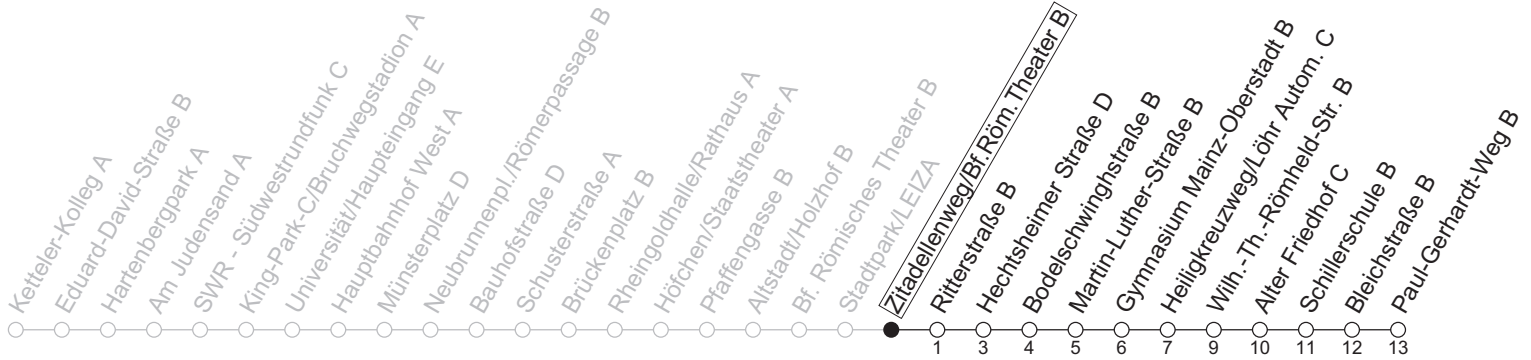 Ketteler-Kolleg A
Eduard-David-Straße B
Hartenbergpark A
Am Judensand A
SWR - Südwestrundfunk C
King-Park-C/Bruchwegstadion A
Universität/Haupteingang E
Hauptbahnhof West A
Münsterplatz D
Neubrunnenpl./Römerpassage B
Bauhofstraße D
Schusterstraße A
Brückenplatz B
Rheingoldhalle/Rathaus A
Höfchen/Staatstheater A
Pfaffengasse B
Altstadt/Holzhof B
Bf. Römisches Theater B
Stadtpark/LEIZA
Zitadellenweg/Bf.Röm.Theater B
Ritterstraße B
Hechtsheimer Straße D
Bodelschwinghstraße B
Martin-Luther-Straße B
Gymnasium Mainz-Oberstadt B
Heiligkreuzweg/Löhr Autom. C
Wilh.-Th.-Römheld-Str. B
Alter Friedhof C
Schillerschule B
Bleichstraße B
Paul-Gerhardt-Weg B
1 3 4 5 6 7 9 10 11 12 13